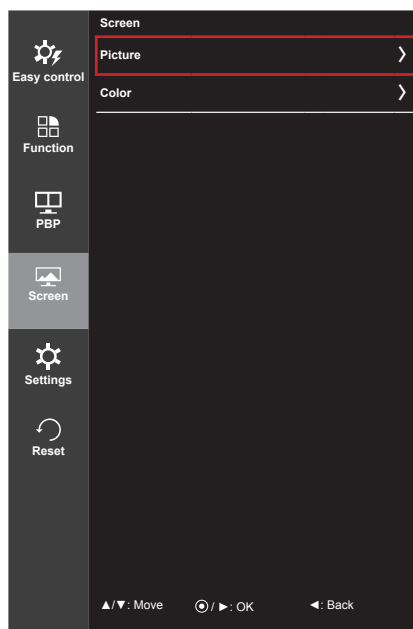 Screen
Picture
Color
Easy control
Function
PBP
Screen
Settings
Reset
▲/▼: Move ⦿ / ►: OK ◄: Back